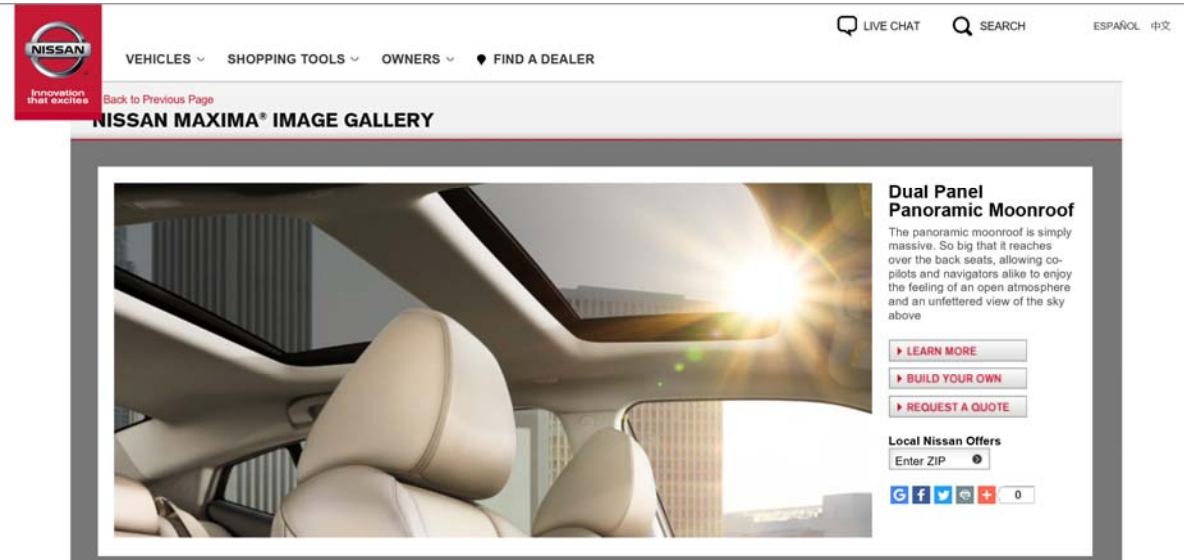 LIVE CHAT
SEARCH
ESPAÑOL 中文
NISSAN
VEHICLES
SHOPPING TOOLS
OWNERS
FIND A DEALER
Innovation
that excites
Back to Previous Page
NISSAN MAXIMA® IMAGE GALLERY
Dual Panel
Panoramic Moonroof
The panoramic moonroof is simply
massive. So big that it reaches
over the back seats, allowing co-
pilots and navigators alike to enjoy
the feeling of an open atmosphere
and an unfettered view of the sky
above
LEARN MORE
BUILD YOUR OWN
REQUEST A QUOTE
Local Nissan Offers
Enter ZIP
G f + 0